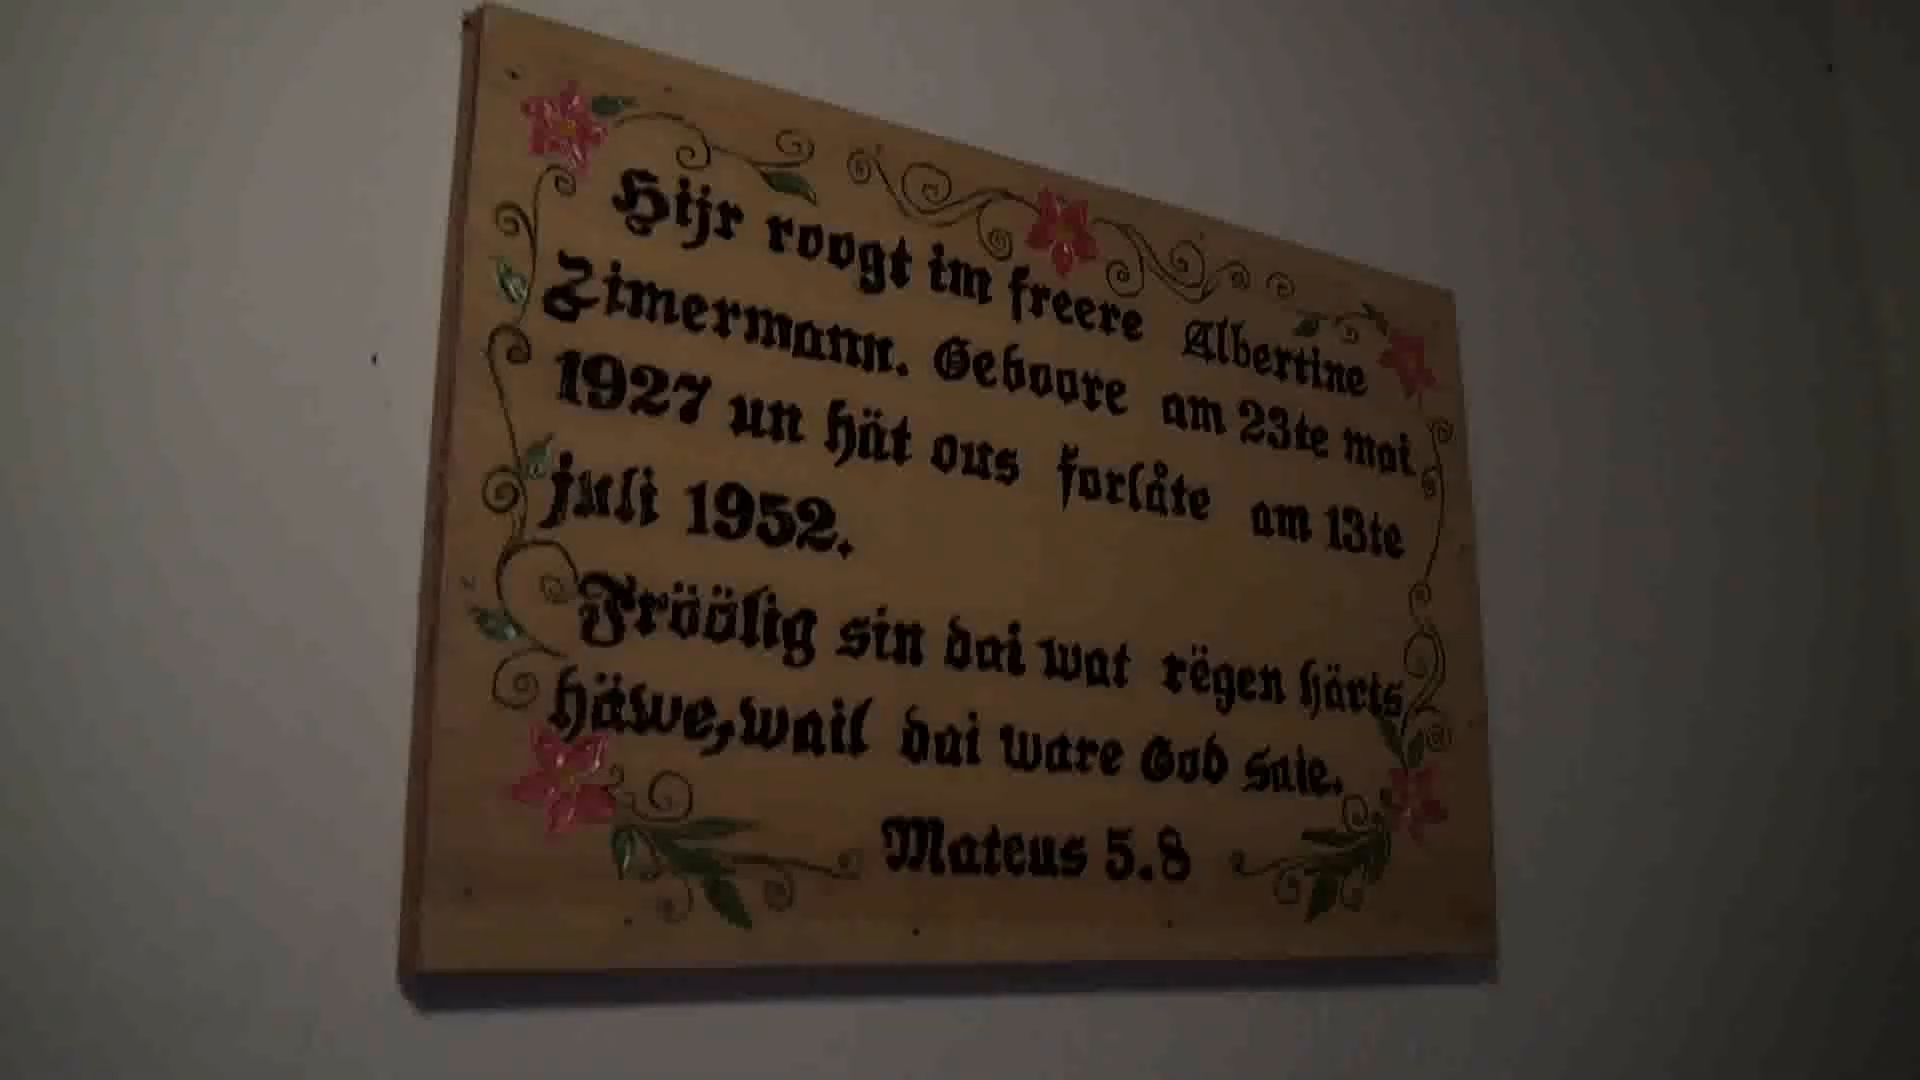 Hijr roogt im freere Albertine
Zimermann. Geboore am 23te mai
1927 un hät ous forlåte am 13te
juli 1952.
Fröölig sin dai wat rëgen härts
häwe, wail dai ware God saie.
Mateus 5.8